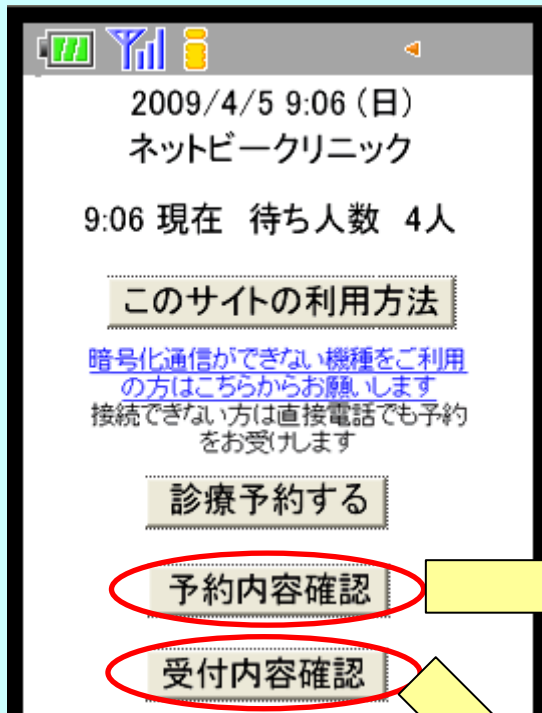 2009/4/5 9:06 (日)
ネットビークリニック
9:06 現在 待ち人数 4人
このサイトの利用方法
暗号化通信ができない機種をご利用
の方はこちらからお願いします
接続できない方は直接電話でも予約
をお受けします
診療予約する
予約内容確認
受付内容確認